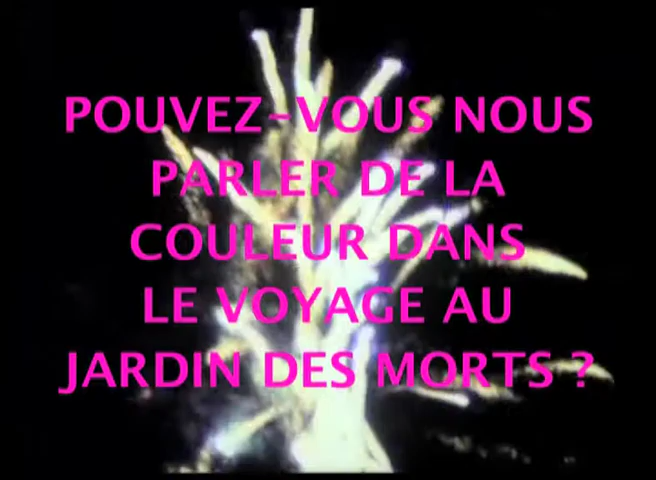 POUVEZ-VOUS NOUS
PARLER DE LA
COULEUR DANS
LE VOYAGE AU
JARDIN DES MORTS ?